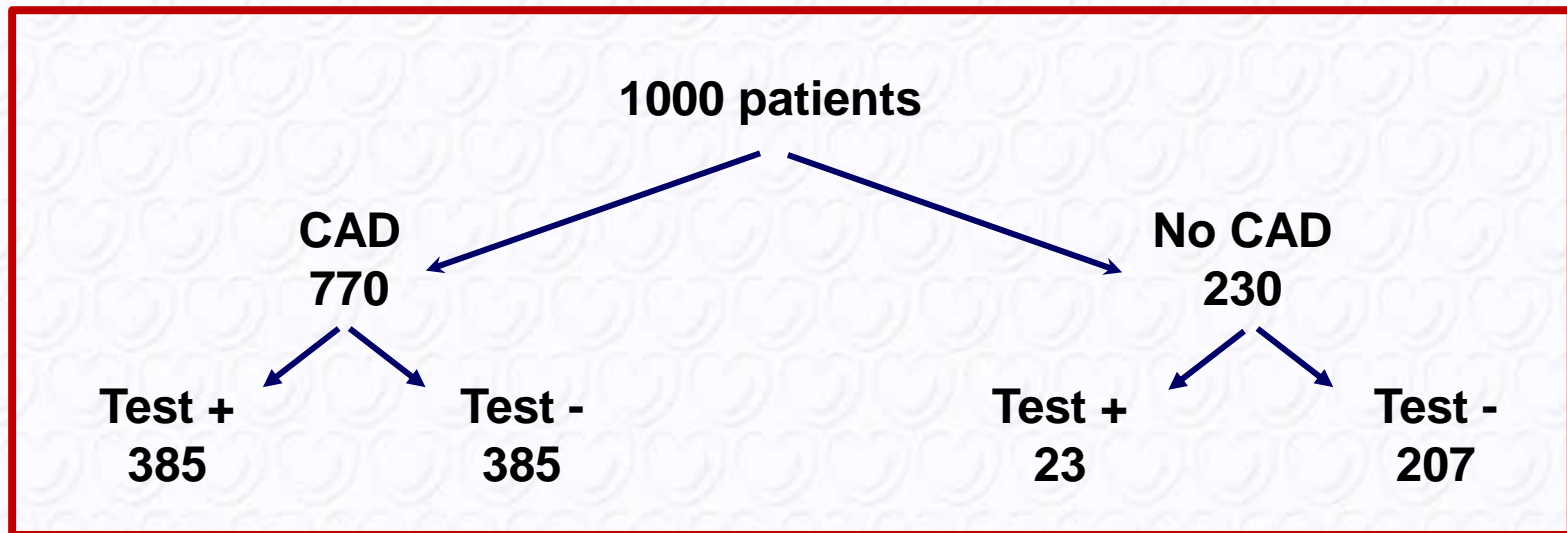 1000 patients
CAD
770
No CAD
230
Test +
385
Test -
385
Test +
23
Test -
207